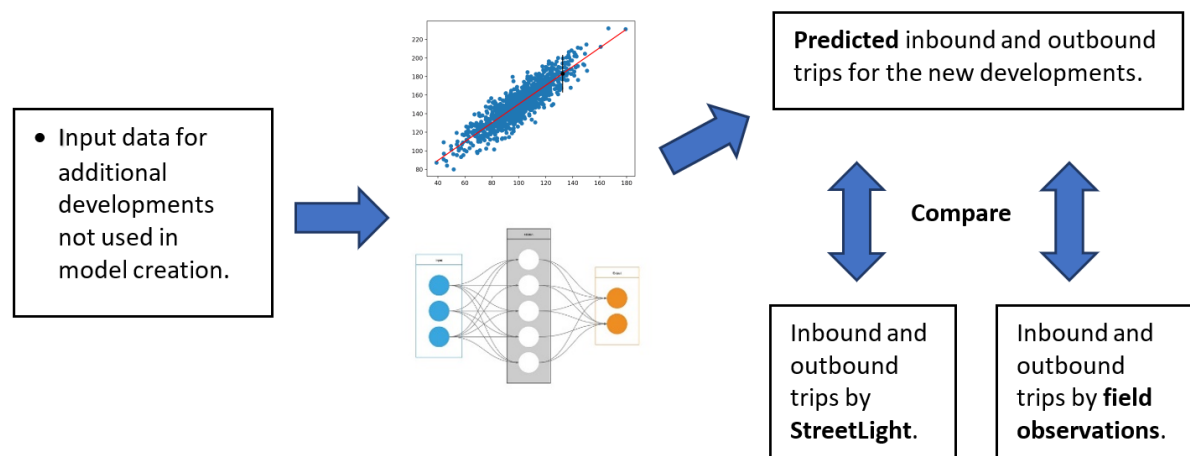 • Input data for
additional
developments
not used in
model creation.
220
200
180
160
140
120
100
80
40
60
80
100
120
140
160
180
Predicted inbound and outbound
trips for the new developments.
Compare
Inbound and
outbound
trips by
StreetLight.
Inbound and
outbound
trips by field
observations.